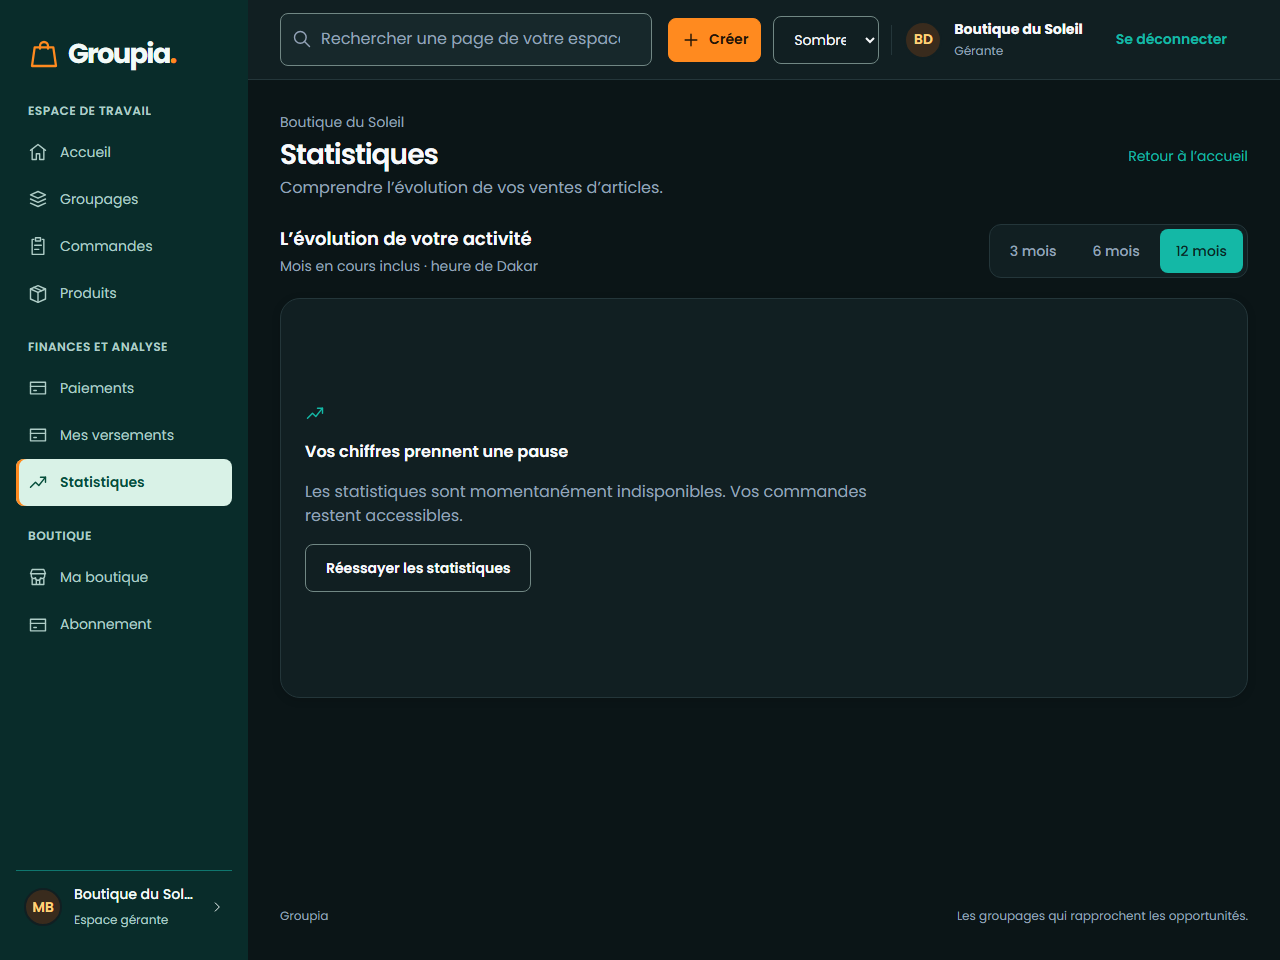 Groupia.
ESPACE DE TRAVAIL
Accueil
Groupages
Commandes
Produits
FINANCES ET ANALYSE
Paiements
Mes versements
Statistiques
BOUTIQUE
Ma boutique
Abonnement
MB
Boutique du Sol…
Espace gérante
Rechercher une page de votre espac
Créer
Sombre
BD
Boutique du Soleil
Gérante
Se déconnecter
Boutique du Soleil
Statistiques
Comprendre l’évolution de vos ventes d’articles.
Retour à l’accueil
L’évolution de votre activité
Mois en cours inclus · heure de Dakar
3 mois
6 mois
12 mois
Vos chiffres prennent une pause
Les statistiques sont momentanément indisponibles. Vos commandes
restent accessibles.
Réessayer les statistiques
Groupia
Les groupages qui rapprochent les opportunités.